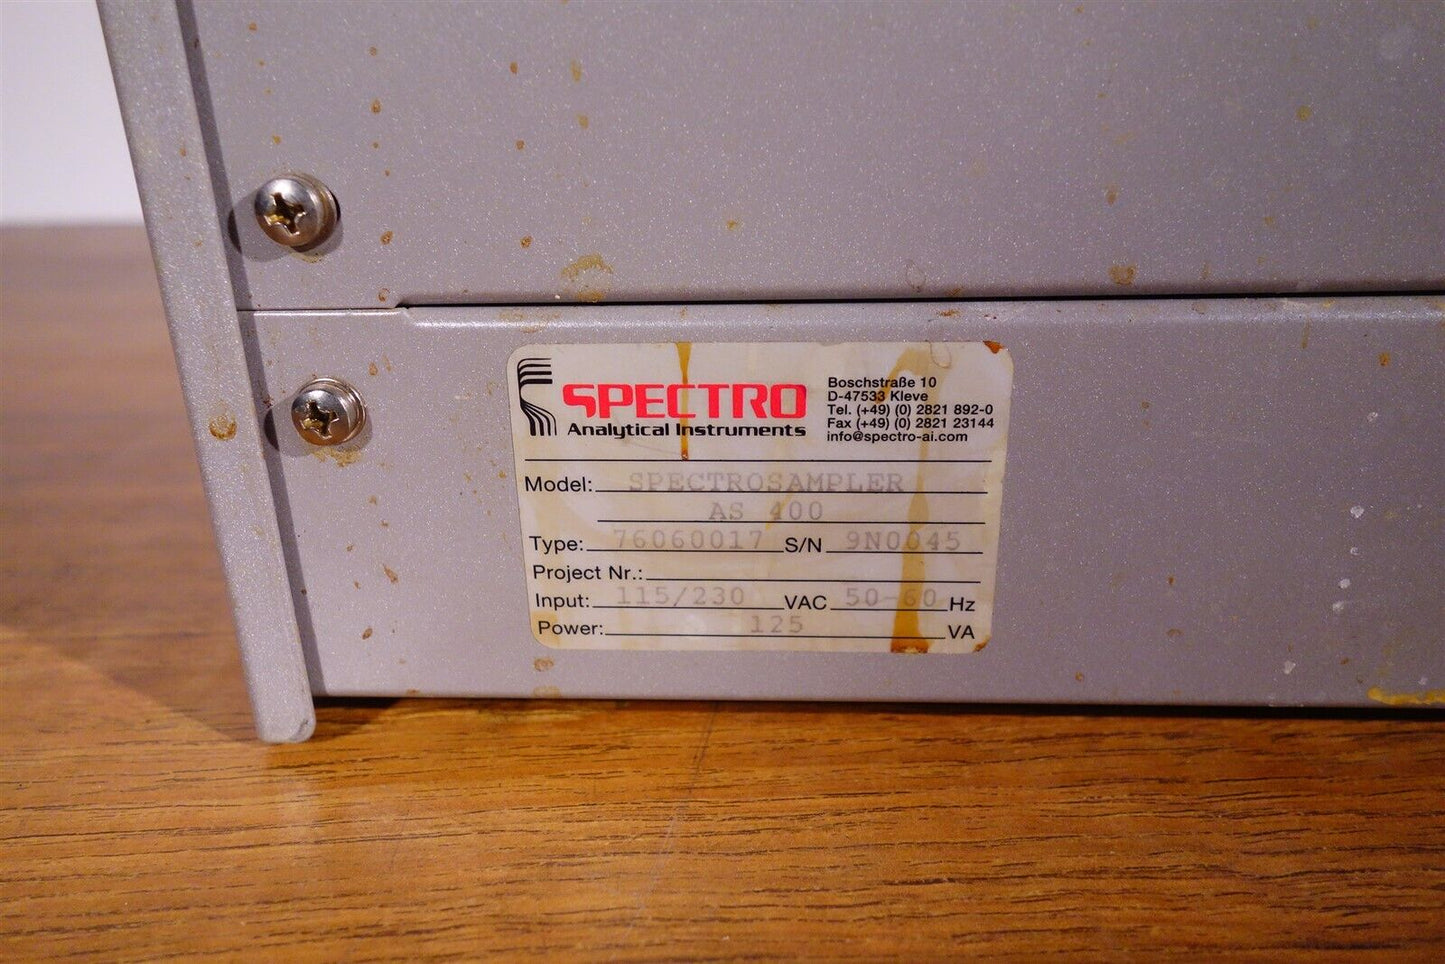 SPECTRO
Analytical Instruments
Boschstraße 10
D-47533 Kleve
Tel. (+49) (0) 2821 892-0
Fax (+49) (0) 2821 23144
info@spectro-ai.com
Model: SPECTROSAMPLER
AS 400
Type: 76060017 S/N 9N0045
Project Nr.:
Input: 115/230 VAC 50-60 Hz
Power: 125 VA